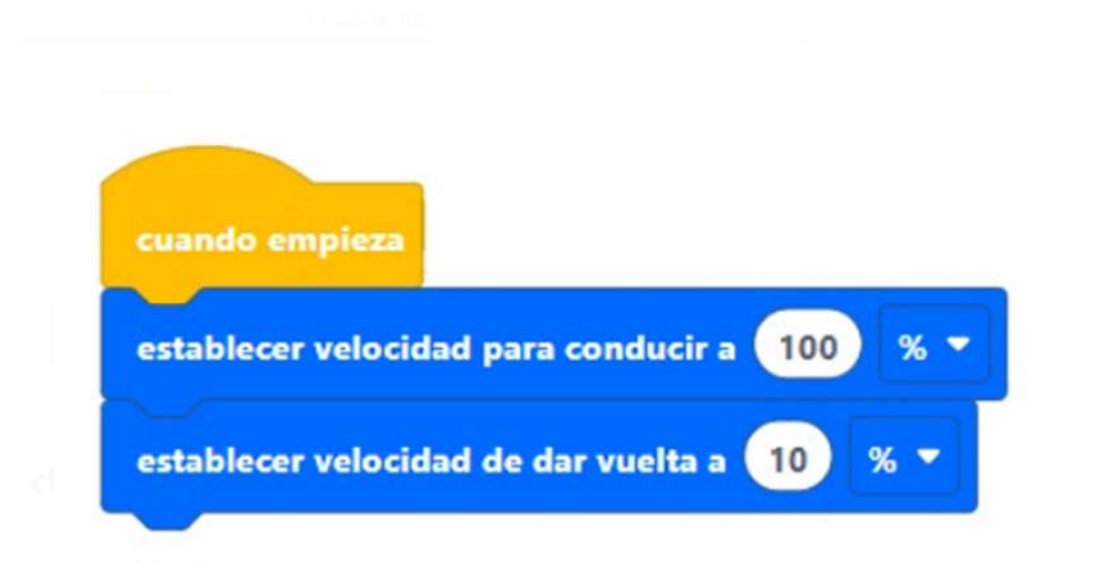 cuando empieza
establecer velocidad para conducir a 100 %
establecer velocidad de dar vuelta a 10 %